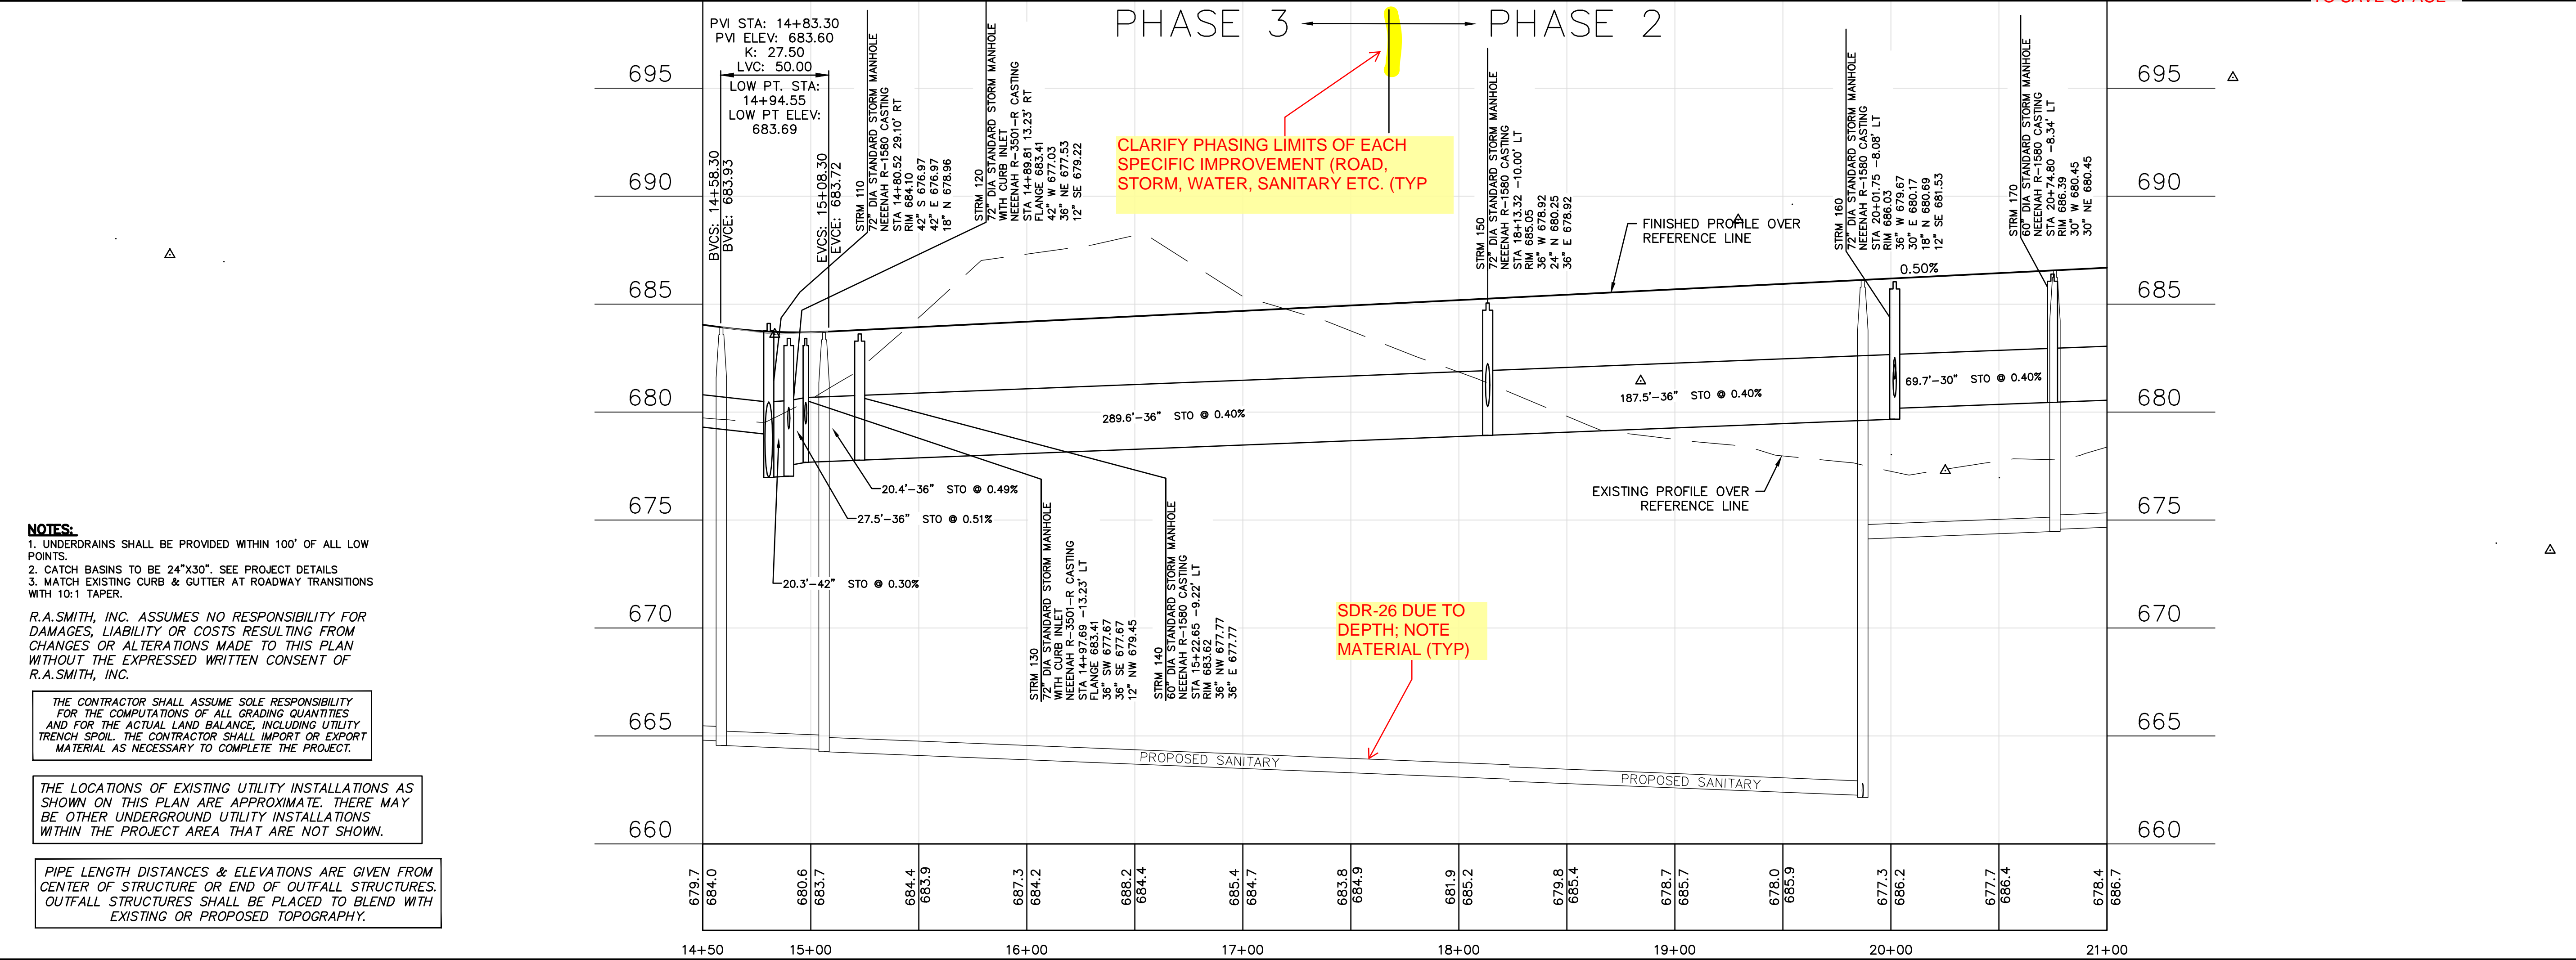 PHASE 3
PHASE 2
PVI STA: 14+83.30
PVI ELEV: 683.60
K: 27.50
LVC: 50.00
LOW PT. STA:
14+94.55
LOW PT ELEV:
683.69
BVCS: 14+58.30
BVCE: 683.93
EVCS: 15+08.30
EVCE: 683.72
STRM 110
72" DIA STANDARD STORM MANHOLE
NEEENAH R-1580 CASTING
STA 14+80.52 29.10' RT
RIM 684.10
42" S 676.97
42" E 676.97
18" N 678.96
STRM 120
72" DIA STANDARD STORM MANHOLE
WITH CURB INLET
NEEENAH R-3501-R CASTING
STA 14+89.81 13.23' RT
FLANGE 683.41
42" W 677.03
36" NE 677.53
12" SE 679.22
CLARIFY PHASING LIMITS OF EACH
SPECIFIC IMPROVEMENT (ROAD,
STORM, WATER, SANITARY ETC. (TYP
STRM 150
72" DIA STANDARD STORM MANHOLE
NEEENAH R-1580 CASTING
STA 18+13.32 -10.00' LT
RIM 685.05
36" W 678.92
24" N 680.25
36" E 678.92
FINISHED PROFILE OVER
REFERENCE LINE
STRM 160
72" DIA STANDARD STORM MANHOLE
NEEENAH R-1580 CASTING
STA 20+01.75 -8.08' LT
RIM 686.03
36" W 679.67
30" E 680.17
18" N 680.69
12" SE 681.53
0.50%
STRM 170
60" DIA STANDARD STORM MANHOLE
NEEENAH R-1580 CASTING
STA 20+74.80 -8.34' LT
RIM 686.39
30" W 680.45
30" NE 680.45
695
690
685
680
675
670
665
660
695
690
685
680
675
670
665
660
289.6'-36" STO @ 0.40%
187.5'-36" STO @ 0.40%
69.7'-30" STO @ 0.40%
20.4'-36" STO @ 0.49%
27.5'-36" STO @ 0.51%
20.3'-42" STO @ 0.30%
EXISTING PROFILE OVER
REFERENCE LINE
STRM 130
72" DIA STANDARD STORM MANHOLE
WITH CURB INLET
NEEENAH R-3501-R CASTING
STA 14+97.69 -13.23' LT
FLANGE 683.41
36" SW 677.67
36" SE 677.67
12" NW 679.45
STRM 140
60" DIA STANDARD STORM MANHOLE
NEEENAH R-1580 CASTING
STA 15+22.65 -9.22' LT
RIM 683.62
36" NW 677.77
36" E 677.77
SDR-26 DUE TO
DEPTH; NOTE
MATERIAL (TYP)
PROPOSED SANITARY
PROPOSED SANITARY
NOTES:
1. UNDERDRAINS SHALL BE PROVIDED WITHIN 100' OF ALL LOW
POINTS.
2. CATCH BASINS TO BE 24"X30". SEE PROJECT DETAILS
3. MATCH EXISTING CURB & GUTTER AT ROADWAY TRANSITIONS
WITH 10:1 TAPER.
R.A.SMITH, INC. ASSUMES NO RESPONSIBILITY FOR
DAMAGES, LIABILITY OR COSTS RESULTING FROM
CHANGES OR ALTERATIONS MADE TO THIS PLAN
WITHOUT THE EXPRESSED WRITTEN CONSENT OF
R.A.SMITH, INC.
THE CONTRACTOR SHALL ASSUME SOLE RESPONSIBILITY
FOR THE COMPUTATIONS OF ALL GRADING QUANTITIES
AND FOR THE ACTUAL LAND BALANCE, INCLUDING UTILITY
TRENCH SPOIL. THE CONTRACTOR SHALL IMPORT OR EXPORT
MATERIAL AS NECESSARY TO COMPLETE THE PROJECT.
THE LOCATIONS OF EXISTING UTILITY INSTALLATIONS AS
SHOWN ON THIS PLAN ARE APPROXIMATE. THERE MAY
BE OTHER UNDERGROUND UTILITY INSTALLATIONS
WITHIN THE PROJECT AREA THAT ARE NOT SHOWN.
PIPE LENGTH DISTANCES & ELEVATIONS ARE GIVEN FROM
CENTER OF STRUCTURE OR END OF OUTFALL STRUCTURES.
OUTFALL STRUCTURES SHALL BE PLACED TO BLEND WITH
EXISTING OR PROPOSED TOPOGRAPHY.
679.7
684.0
680.6
683.7
684.4
683.9
687.3
684.2
688.2
684.4
685.4
684.7
683.8
684.9
681.9
685.2
679.8
685.4
678.7
685.7
678.0
685.9
677.3
686.2
677.7
686.4
678.4
686.7
14+50
15+00
16+00
17+00
18+00
19+00
20+00
21+00